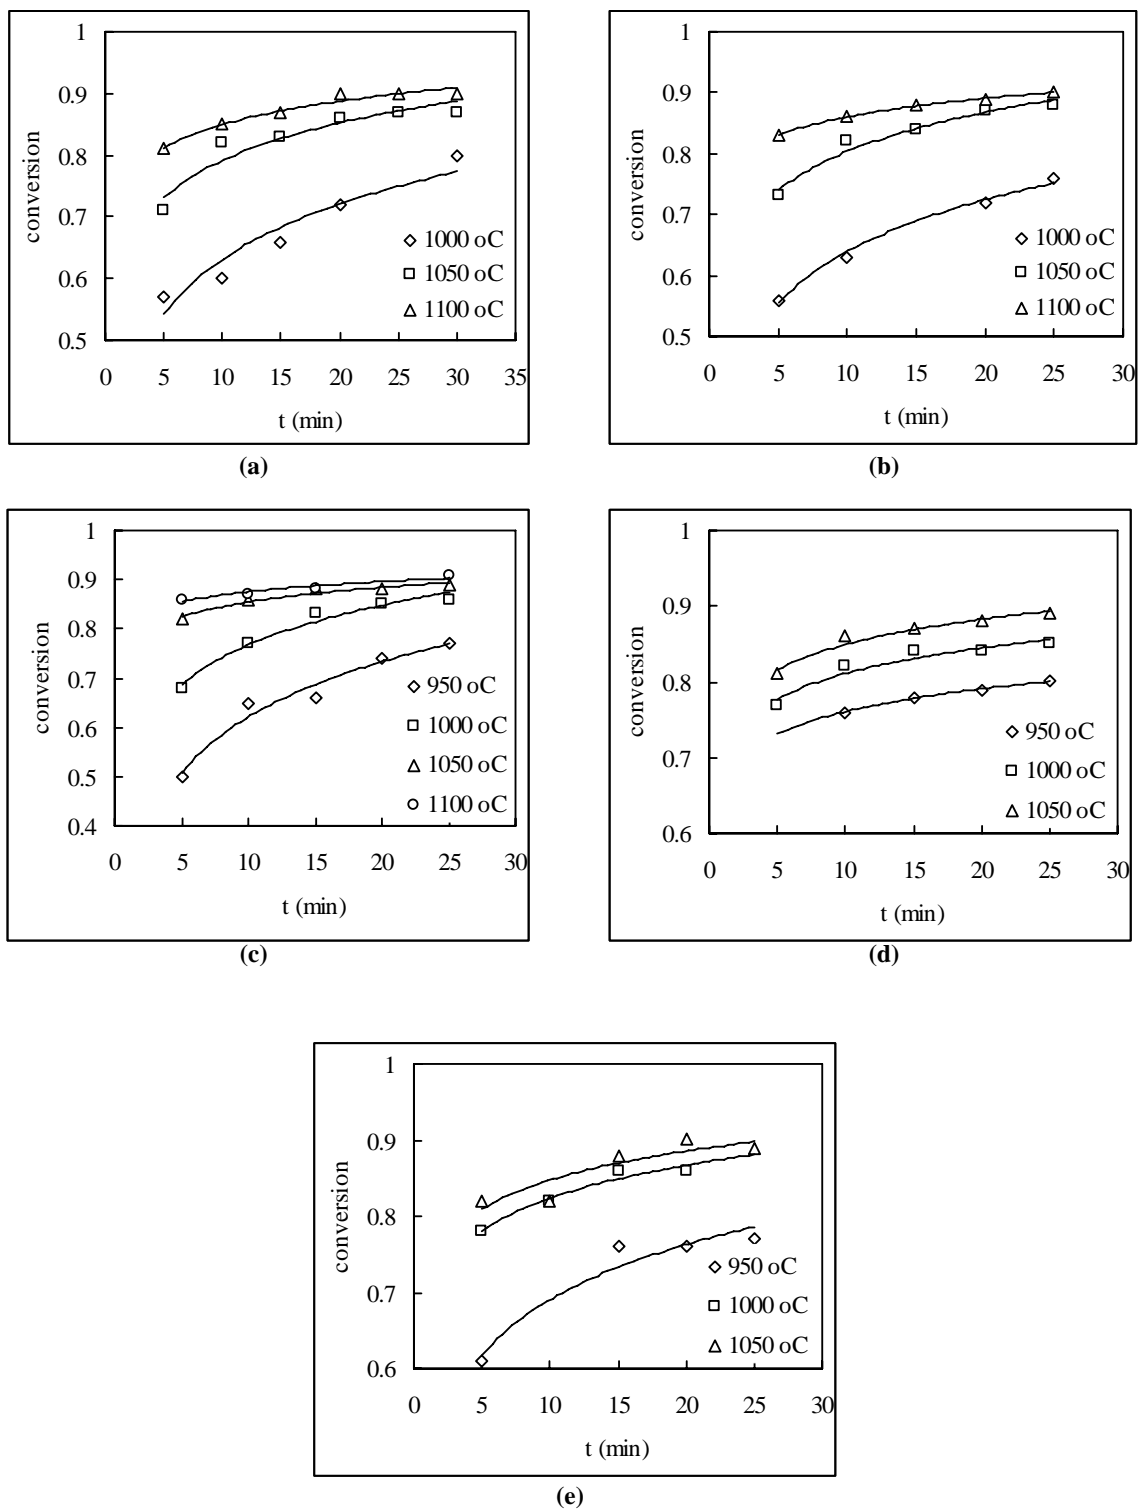 1
0.9
0.8
0.7
0.6
0.5
conversion
1000 oC
1050 oC
1100 oC
0 5 10 15 20 25 30 35
t (min)
(a)
1
0.9
0.8
0.7
0.6
0.5
conversion
1000 oC
1050 oC
1100 oC
0 5 10 15 20 25 30
t (min)
(b)
1
0.9
0.8
0.7
0.6
0.5
0.4
conversion
950 oC
1000 oC
1050 oC
1100 oC
0 5 10 15 20 25 30
t (min)
(c)
1
0.9
0.8
0.7
0.6
conversion
950 oC
1000 oC
1050 oC
0 5 10 15 20 25 30
t (min)
(d)
1
0.9
0.8
0.7
0.6
conversion
950 oC
1000 oC
1050 oC
0 5 10 15 20 25 30
t (min)
(e)